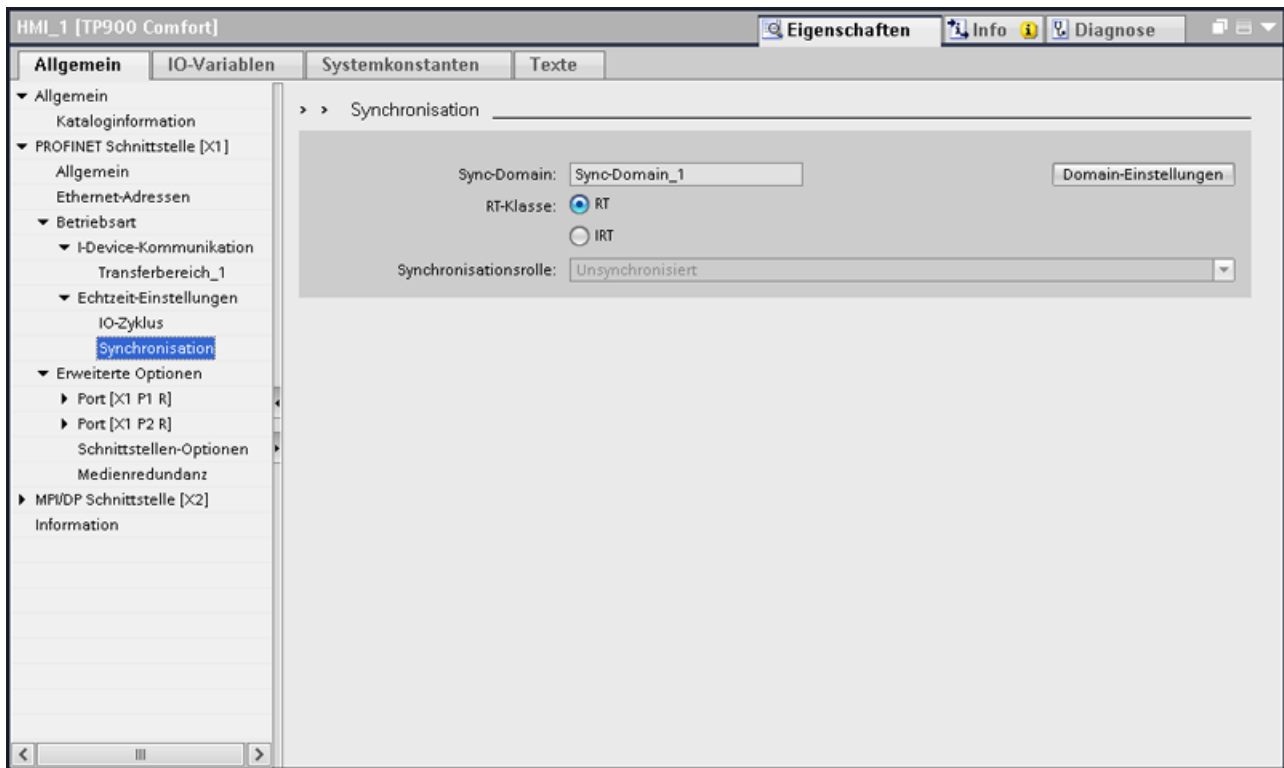 HMI_1 [TP900 Comfort]
Eigenschaften
Info
Diagnose
Allgemein
IO-Variablen
Systemkonstanten
Texte
Allgemein
Kataloginformation
PROFINET Schnittstelle [X1]
Allgemein
Ethernet-Adressen
Betriebsart
I-Device-Kommunikation
Transferbereich_1
Echtzeit-Einstellungen
IO-Zyklus
Synchronisation
Erweiterte Optionen
Port [X1 P1 R]
Port [X1 P2 R]
Schnittstellen-Optionen
Medienredundanz
MPI/DP Schnittstelle [X2]
Information
> > Synchronisation
Sync-Domain: Sync-Domain_1
Domain-Einstellungen
RT-Klasse: RT
IRT
Synchronisationsrolle: Unsynchronisiert